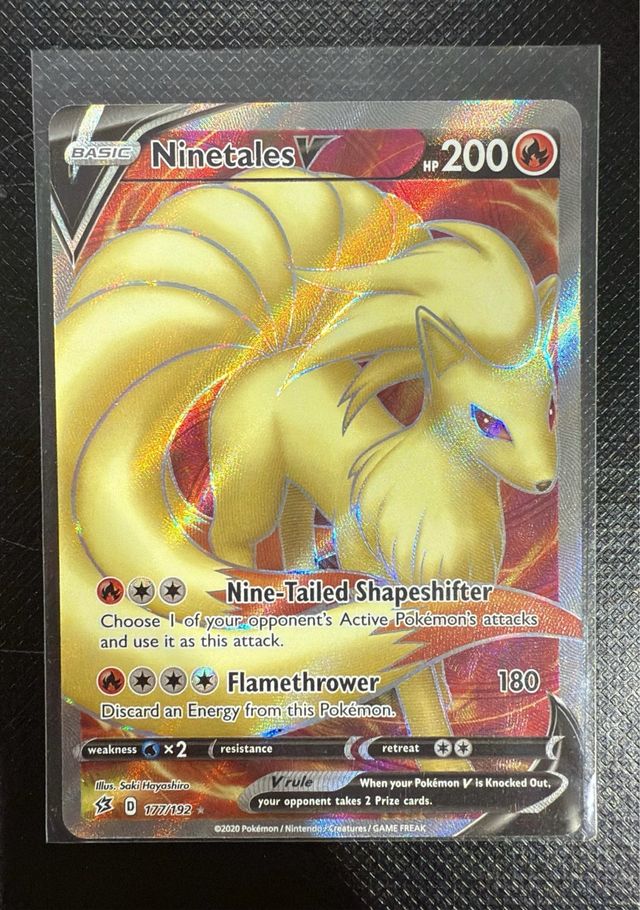 BASIC Ninetales V HP 200
Nine-Tailed Shapeshifter
Choose 1 of your opponent's Active Pokémon's attacks
and use it as this attack.
Flamethrower 180
Discard an Energy from this Pokémon.
weakness ×2 resistance retreat
Illus. Saki Hayashiro
V rule When your Pokémon V is Knocked Out,
your opponent takes 2 Prize cards.
D 177/192
©2020 Pokémon / Nintendo / Creatures / GAME FREAK